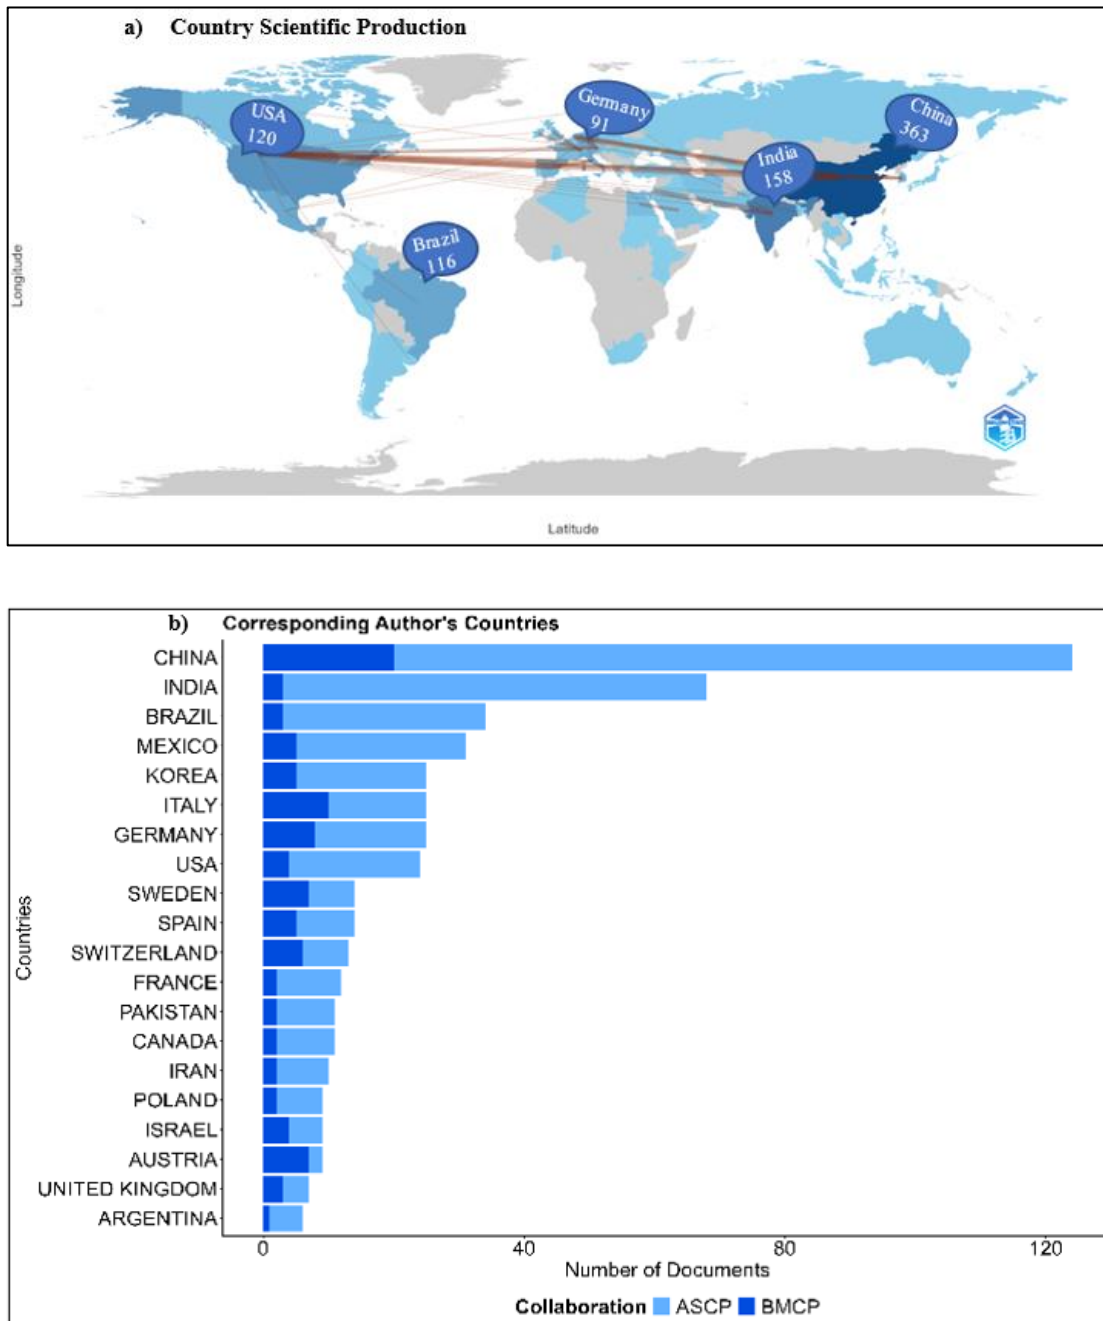 a) Country Scientific Production
USA
120
Germany
91
China
363
India
158
Brazil
116
Longitude
Latitude
b) Corresponding Author's Countries
CHINA
INDIA
BRAZIL
MEXICO
KOREA
ITALY
GERMANY
USA
SWEDEN
SPAIN
SWITZERLAND
FRANCE
PAKISTAN
CANADA
IRAN
POLAND
ISRAEL
AUSTRIA
UNITED KINGDOM
ARGENTINA
Countries
0 40 80 120
Number of Documents
Collaboration ASCP BMCP